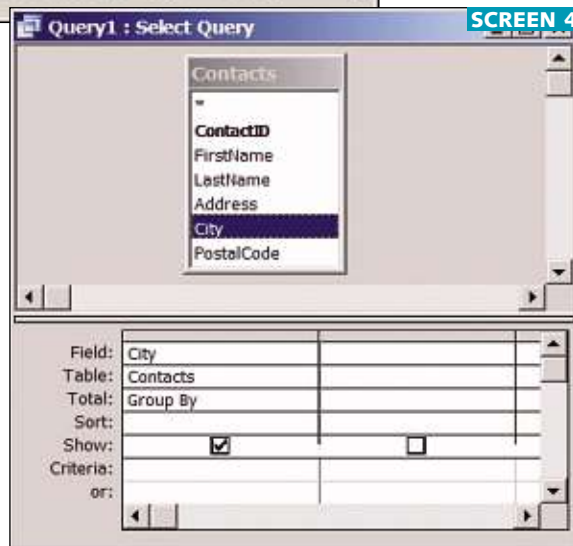 SCREEN 4
Query1 : Select Query
Contacts
*
ContactID
FirstName
LastName
Address
City
PostalCode
Field: City
Table: Contacts
Total: Group By
Sort:
Show:
Criteria:
or: